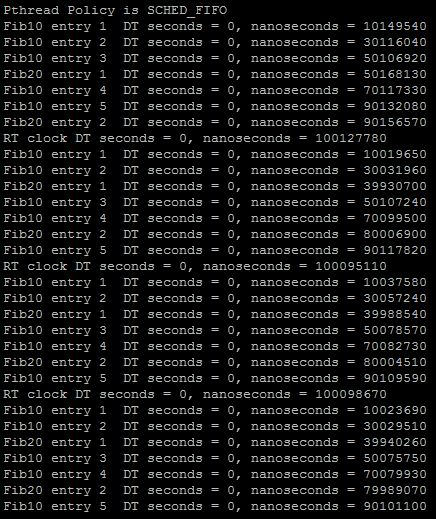 Pthread Policy is SCHED_FIFO
Fib10 entry 1  DT seconds = 0, nanoseconds = 10149540
Fib10 entry 2  DT seconds = 0, nanoseconds = 30116040
Fib10 entry 3  DT seconds = 0, nanoseconds = 50106920
Fib20 entry 1  DT seconds = 0, nanoseconds = 50168130
Fib10 entry 4  DT seconds = 0, nanoseconds = 70117330
Fib10 entry 5  DT seconds = 0, nanoseconds = 90132080
Fib20 entry 2  DT seconds = 0, nanoseconds = 90156570
RT clock DT seconds = 0, nanoseconds = 100127780
Fib10 entry 1  DT seconds = 0, nanoseconds = 10019650
Fib10 entry 2  DT seconds = 0, nanoseconds = 30031960
Fib20 entry 1  DT seconds = 0, nanoseconds = 39930700
Fib10 entry 3  DT seconds = 0, nanoseconds = 50107240
Fib10 entry 4  DT seconds = 0, nanoseconds = 70099500
Fib20 entry 2  DT seconds = 0, nanoseconds = 80006900
Fib10 entry 5  DT seconds = 0, nanoseconds = 90117820
RT clock DT seconds = 0, nanoseconds = 100095110
Fib10 entry 1  DT seconds = 0, nanoseconds = 10037580
Fib10 entry 2  DT seconds = 0, nanoseconds = 30057240
Fib20 entry 1  DT seconds = 0, nanoseconds = 39988540
Fib10 entry 3  DT seconds = 0, nanoseconds = 50078570
Fib10 entry 4  DT seconds = 0, nanoseconds = 70082730
Fib20 entry 2  DT seconds = 0, nanoseconds = 80004510
Fib10 entry 5  DT seconds = 0, nanoseconds = 90109590
RT clock DT seconds = 0, nanoseconds = 100098670
Fib10 entry 1  DT seconds = 0, nanoseconds = 10023690
Fib10 entry 2  DT seconds = 0, nanoseconds = 30029510
Fib20 entry 1  DT seconds = 0, nanoseconds = 39940260
Fib10 entry 3  DT seconds = 0, nanoseconds = 50075750
Fib10 entry 4  DT seconds = 0, nanoseconds = 70079930
Fib20 entry 2  DT seconds = 0, nanoseconds = 79989070
Fib10 entry 5  DT seconds = 0, nanoseconds = 90101100